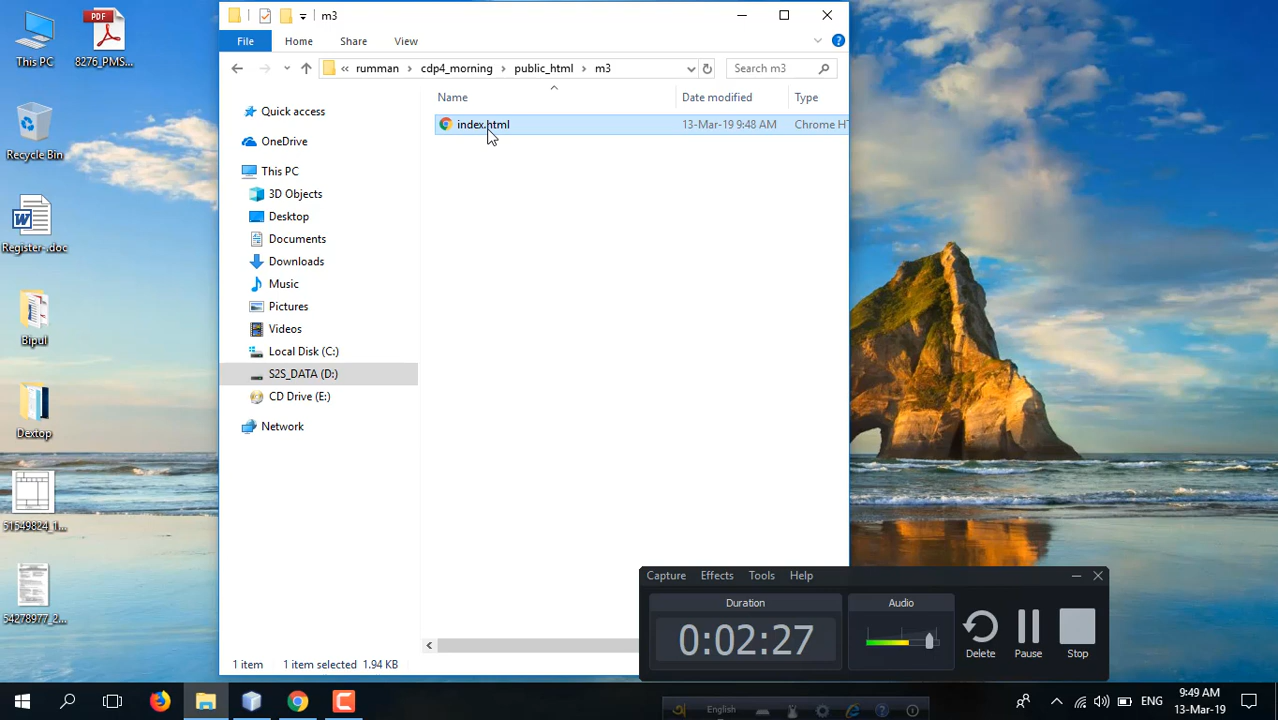 This PC
PDF
8276_PMS...
Recycle Bin
Register-.doc
Bipul
Dextop
51549824_1...
54278977_2...
m3
File
Home
Share
View
rumman
cdp4_morning
public_html
m3
Search m3
Name
Date modified
Type
index.html
13-Mar-19 9:48 AM
Chrome HT
Quick access
OneDrive
This PC
3D Objects
Desktop
Documents
Downloads
Music
Pictures
Videos
Local Disk (C:)
S2S_DATA (D:)
CD Drive (E:)
Network
1 item
1 item selected 1.94 KB
Capture
Effects
Tools
Help
Duration
0:02:27
Audio
Delete
Pause
Stop
English
ENG
9:49 AM
13-Mar-19